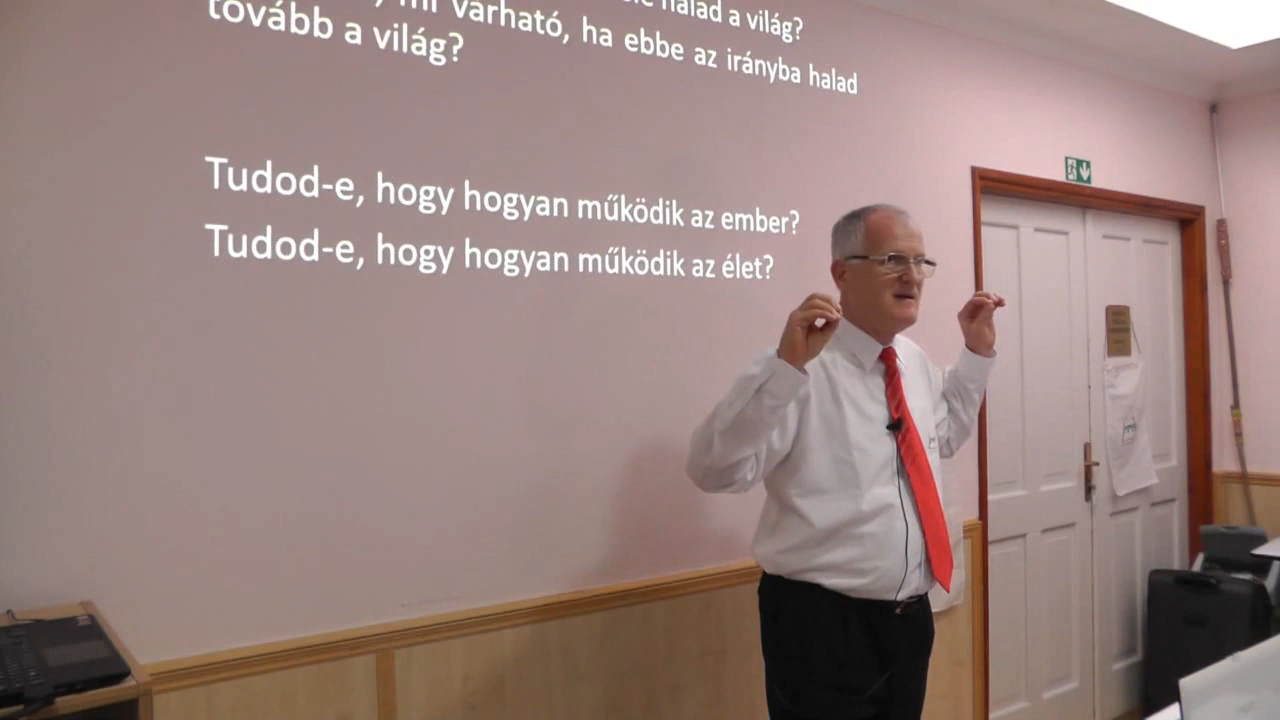 halad a világ?
mi várható, ha ebbe az irányba halad
tovább a világ?
Tudod-e, hogy hogyan működik az ember?
Tudod-e, hogy hogyan működik az élet?